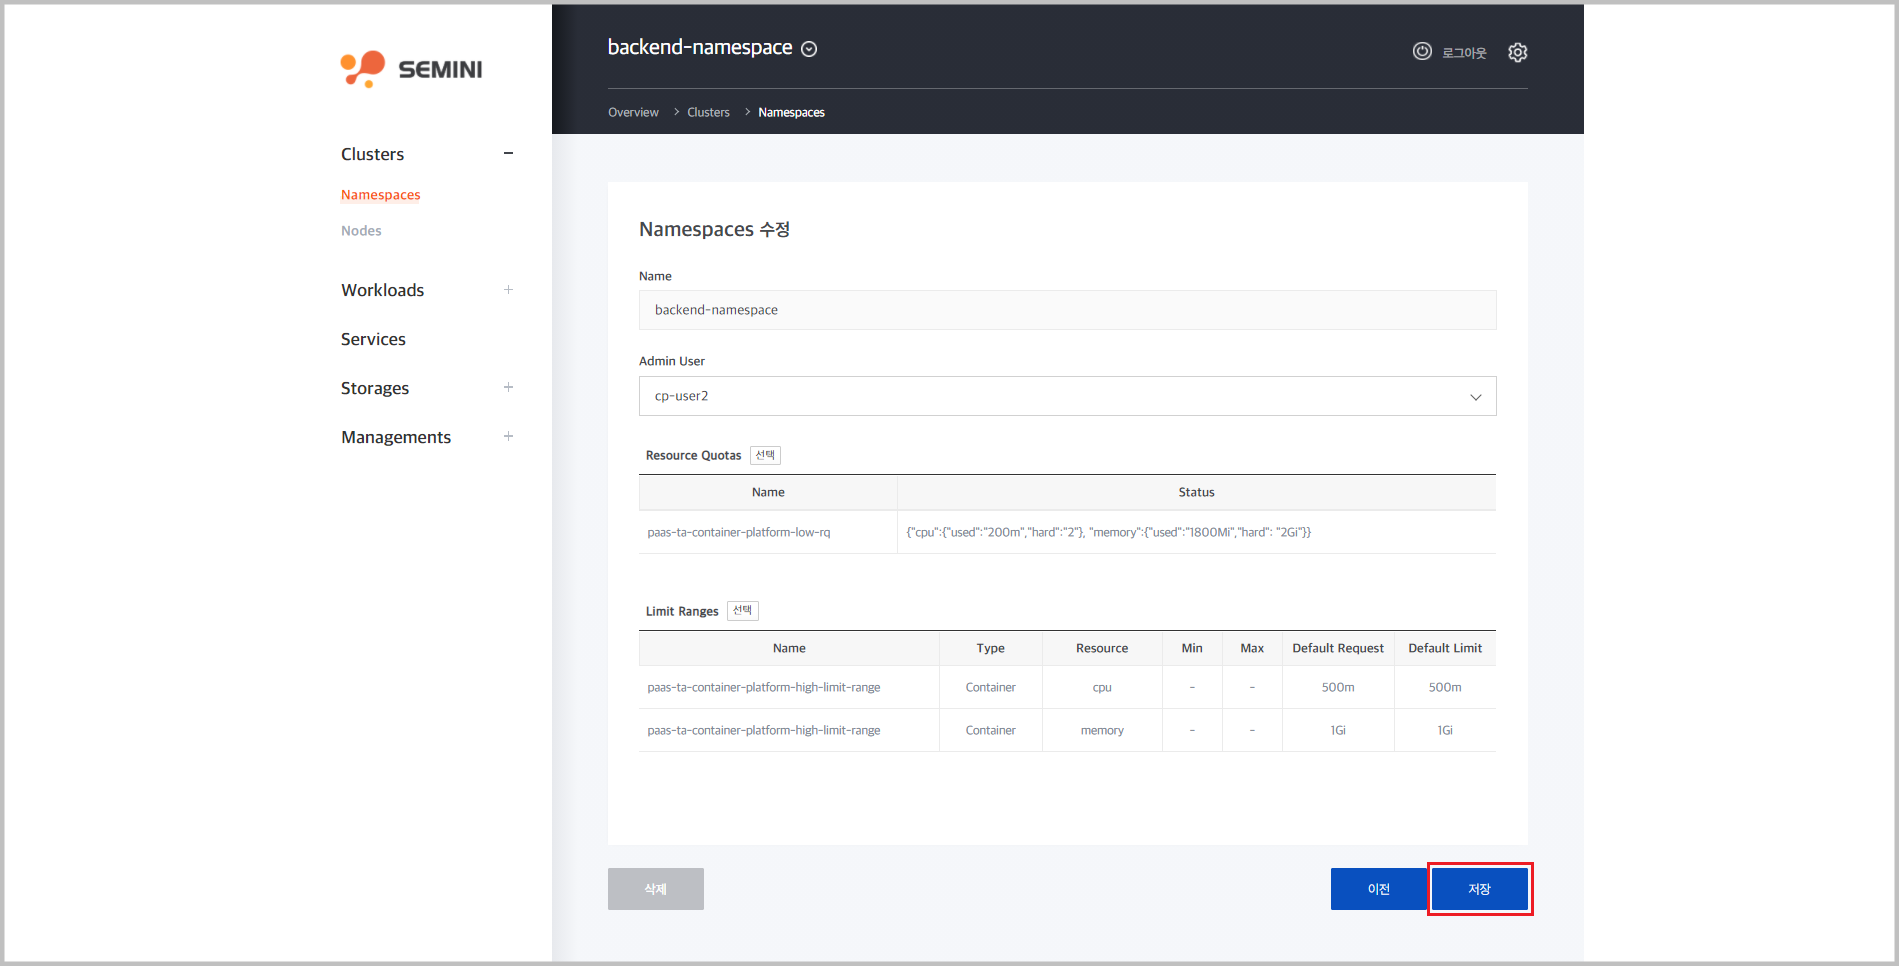 SEMINI
backend-namespace
로그아웃
Overview > Clusters > Namespaces
Clusters
Namespaces
Nodes
Workloads
Services
Storages
Managements
Namespaces 수정
Name
backend-namespace
Admin User
cp-user2
Resource Quotas 선택
Name Status
paas-ta-container-platform-low-rq {"cpu":{"used":"200m","hard":"2"}, "memory":{"used":"1800Mi","hard": "2Gi"}}
Limit Ranges 선택
Name Type Resource Min Max Default Request Default Limit
paas-ta-container-platform-high-limit-range Container cpu - - 500m 500m
paas-ta-container-platform-high-limit-range Container memory - - 1Gi 1Gi
삭제 이전 저장